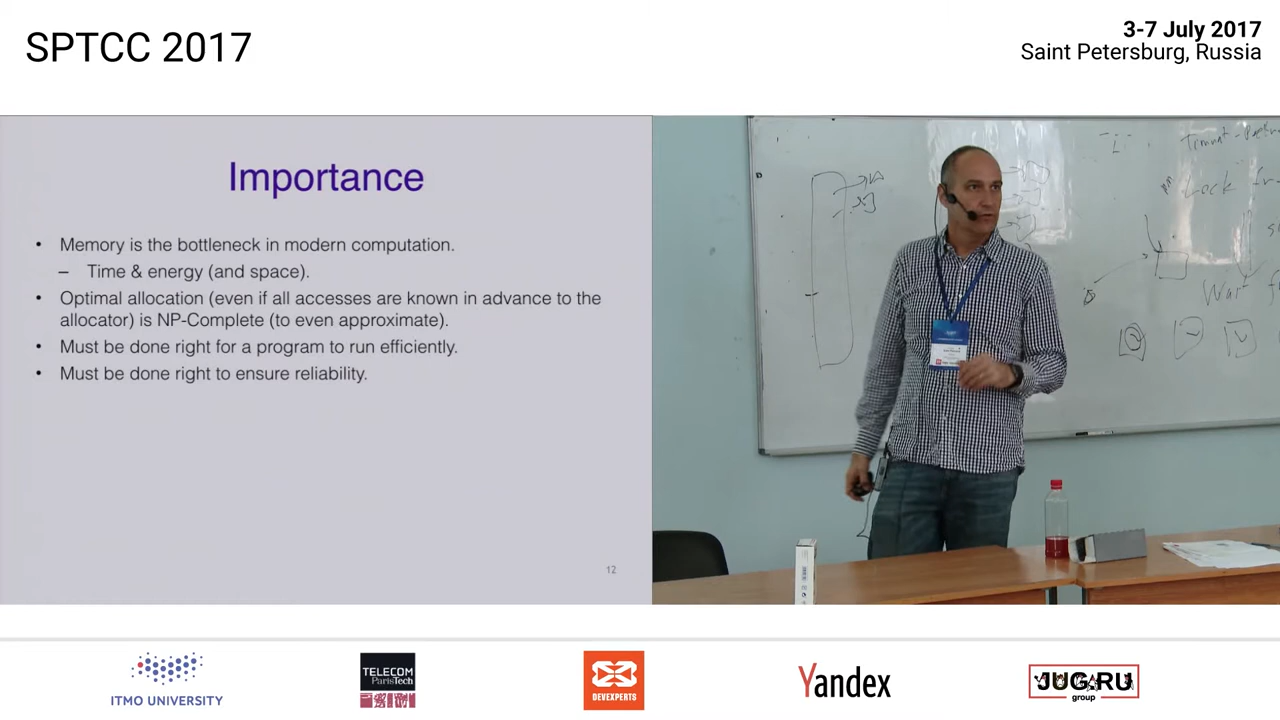 SPTCC 2017
3-7 July 2017
Saint Petersburg, Russia
Importance
• Memory is the bottleneck in modern computation.
– Time & energy (and space).
• Optimal allocation (even if all accesses are known in advance to the
allocator) is NP-Complete (to even approximate).
• Must be done right for a program to run efficiently.
• Must be done right to ensure reliability.
12
Lock
ITMO UNIVERSITY
TELECOM
ParisTech
DEVEXPERTS
Yandex
JUG.RU
group